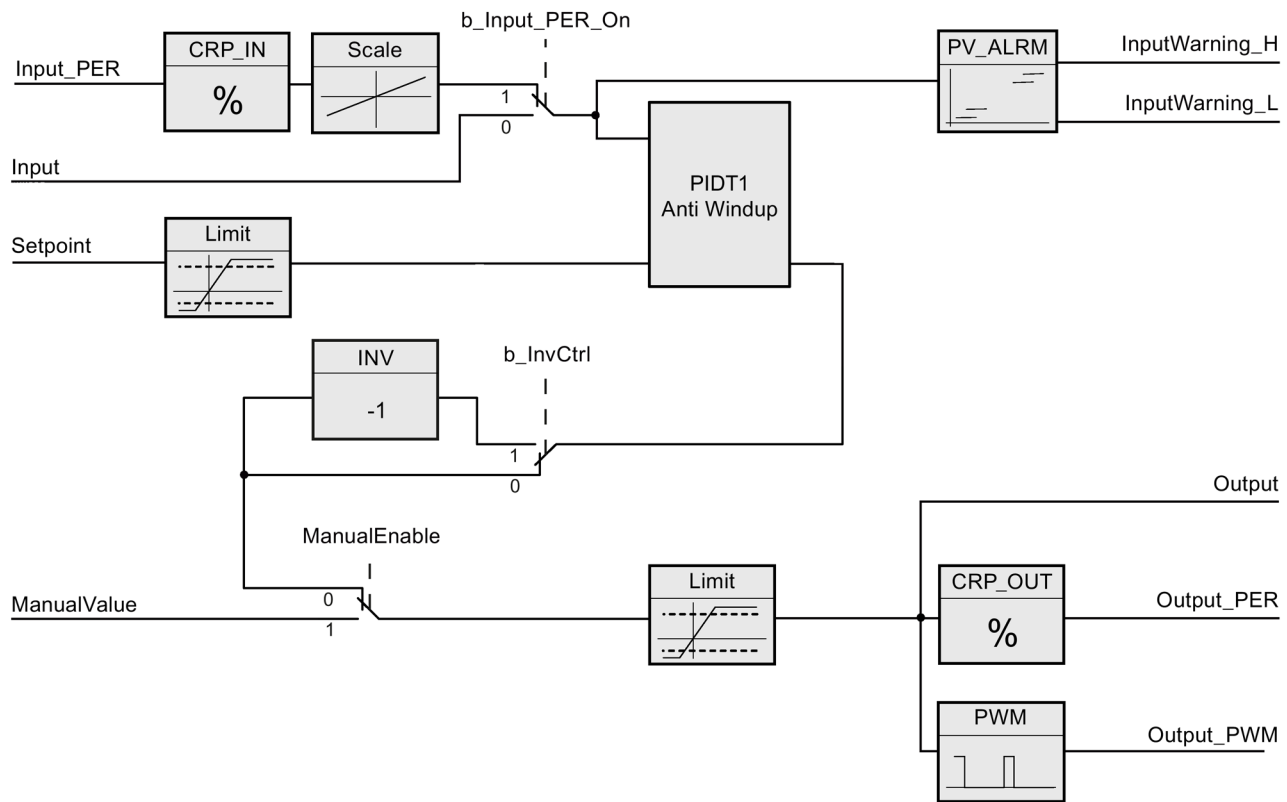 b_Input_PER_On
CRP_IN
Scale
PV_ALRM
InputWarning_H
Input_PER
%
1
0
InputWarning_L
Input
PIDT1
Anti Windup
Setpoint
Limit
INV
b_InvCtrl
-1
1
0
Output
ManualEnable
Limit
CRP_OUT
ManualValue
0
1
%
Output_PER
PWM
Output_PWM